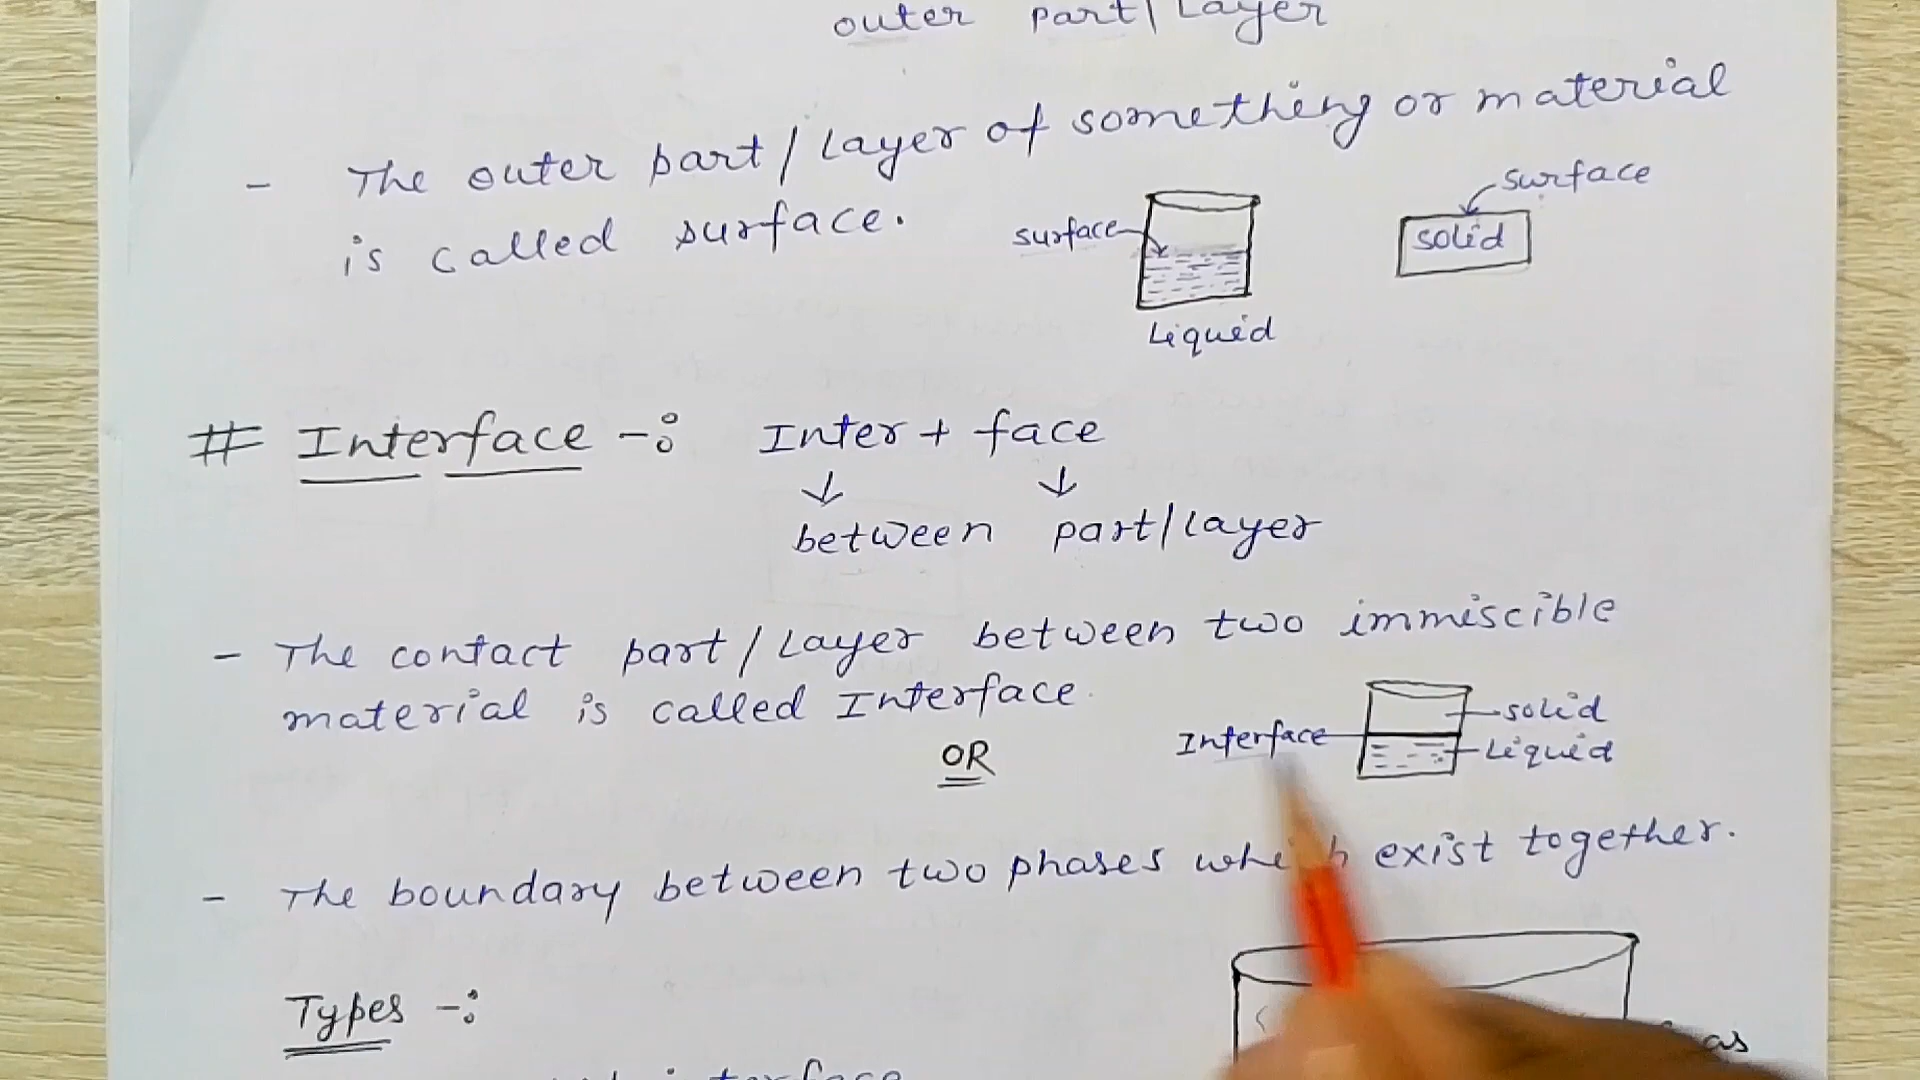 outer part/Layer
- The outer part/Layer of something or material
is called surface.
surface
surface
solid
Liquid
# Interface -: Inter + face
↓ ↓
between part/Layer
- The contact part/Layer between two immiscible
material is called Interface.
Interface
solid
Liquid
OR
- The boundary between two phases which exist together.
Types -:
interface